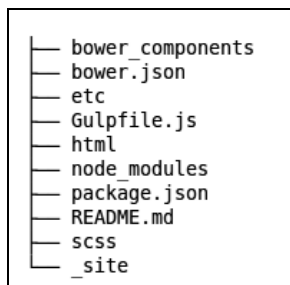 ├── bower_components
├── bower.json
├── etc
├── Gulpfile.js
├── html
├── node_modules
├── package.json
├── README.md
├── scss
└── _site